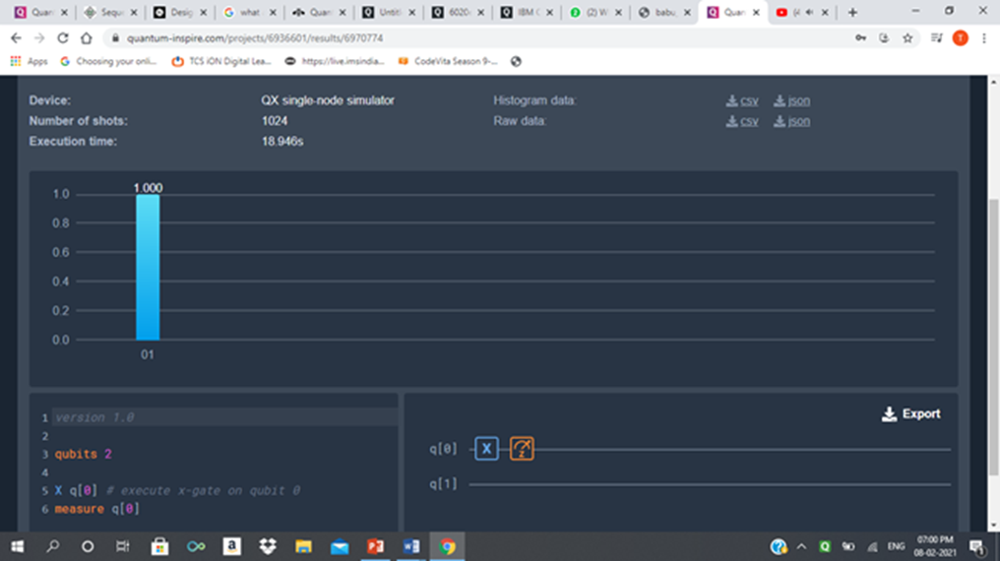 Quan
Sequ
Desig
what
Quan
Untitl
6020
IBM C
(2) W
babu
Quan
quantum-inspire.com/projects/6936601/results/6970774
Apps Choosing your onli... TCS iON Digital Lea... https://live.imsindia... CodeVita Season 9-...
Device: QX single-node simulator Histogram data: csv json
Number of shots: 1024 Raw data: csv json
Execution time: 18.946s
1.000
1.0
0.8
0.6
0.4
0.2
0.0
01
1 version 1.0
2
3 qubits 2
4
5 X q[0] # execute x-gate on qubit 0
6 measure q[0]
Export
q[0] X z
q[1]
ENG 07:00 PM
08-02-2021